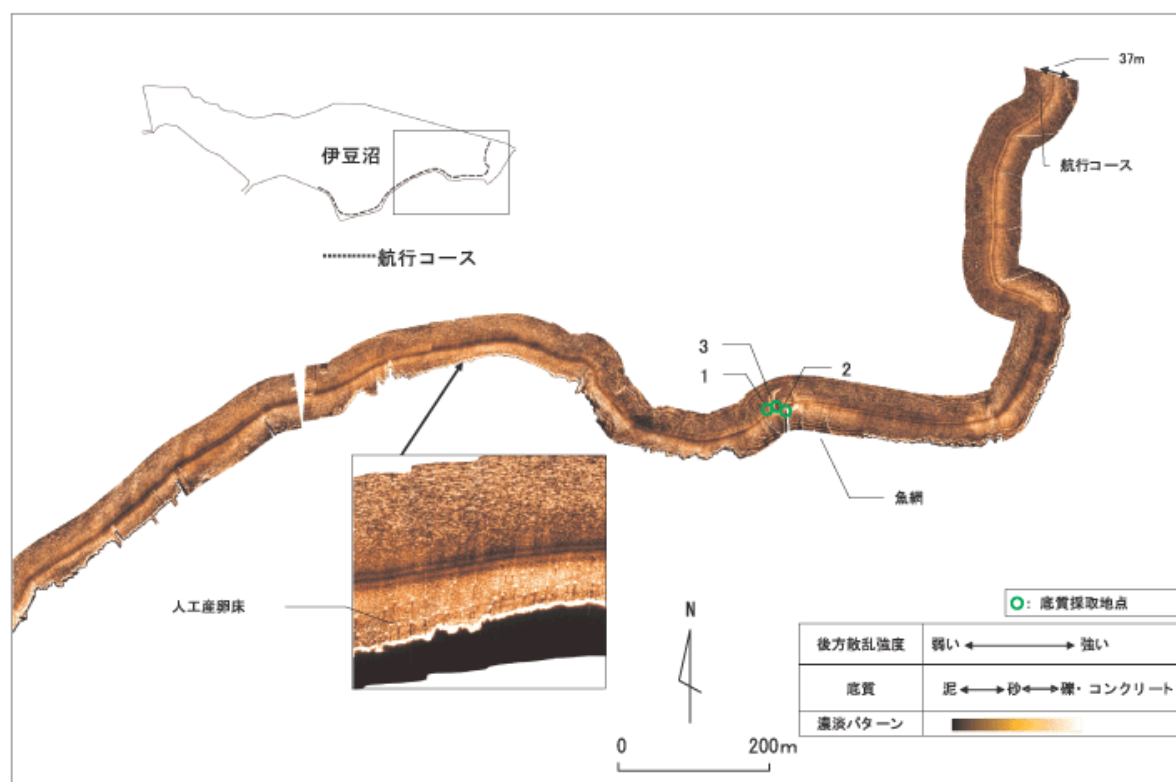 37m
伊豆沼
航行コース
航行コース
3
1
2
魚網
人工産卵床
N
0 200m
：底質採取地点
後方散乱強度 弱い 強い
底質 泥 砂 礫・コンクリート
濃淡パターン